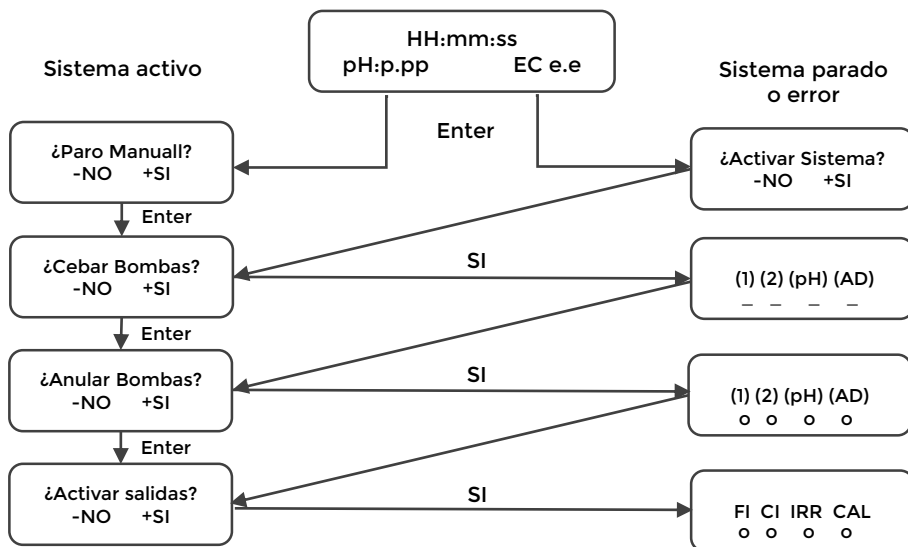 HH:mm:ss
pH:p.pp EC e.e
Sistema activo
Sistema parado
o error
Enter
¿Paro Manuall?
-NO +SI
¿Activar Sistema?
-NO +SI
Enter
¿Cebar Bombas?
-NO +SI
SI
(1) (2) (pH) (AD)
_ _ _ _
Enter
¿Anular Bombas?
-NO +SI
SI
(1) (2) (pH) (AD)
o o o o
Enter
¿Activar salidas?
-NO +SI
SI
FI CI IRR CAL
o o o o